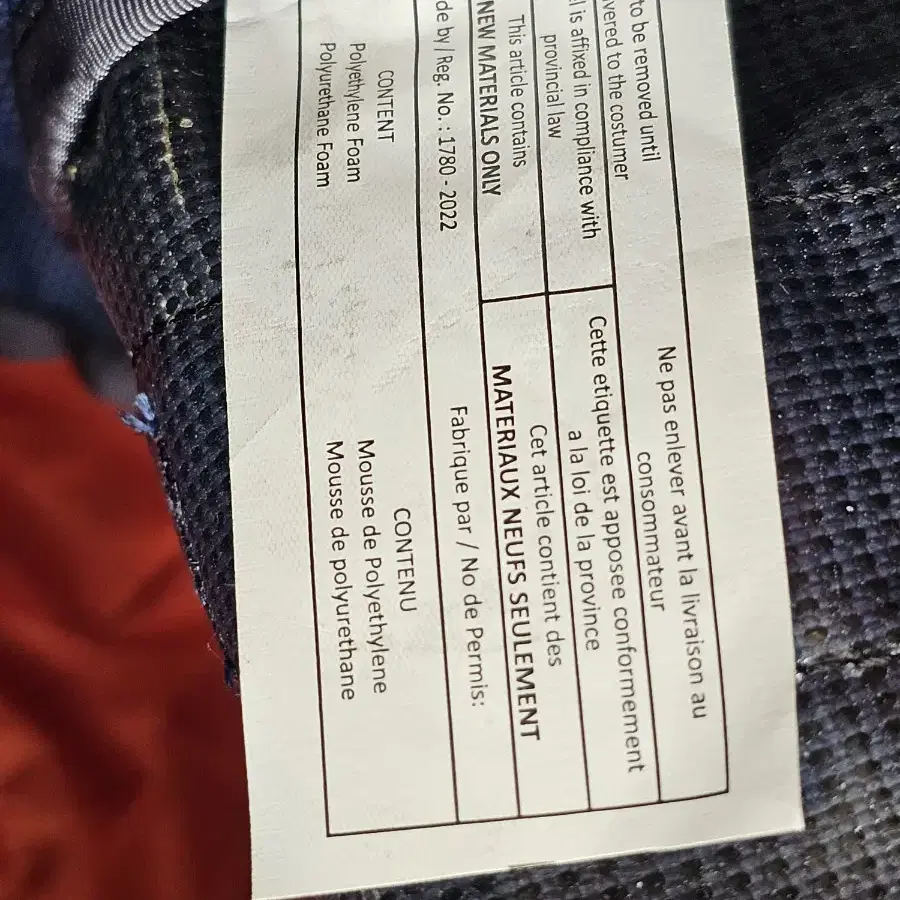 to be removed until
vered to the costumer
Ne pas enlever avant la livraison au
consommateur
l is affixed in compliance with
provincial law
Cette etiquette est apposee conformement
a la loi de la province
This article contains
NEW MATERIALS ONLY
Cet article contient des
MATERIAUX NEUFS SEULEMENT
de by / Reg. No. : 1780 - 2022
Fabrique par / No de Permis:
CONTENT
Polyethylene Foam
Polyurethane Foam
CONTENU
Mousse de Polyethylene
Mousse de polyurethane